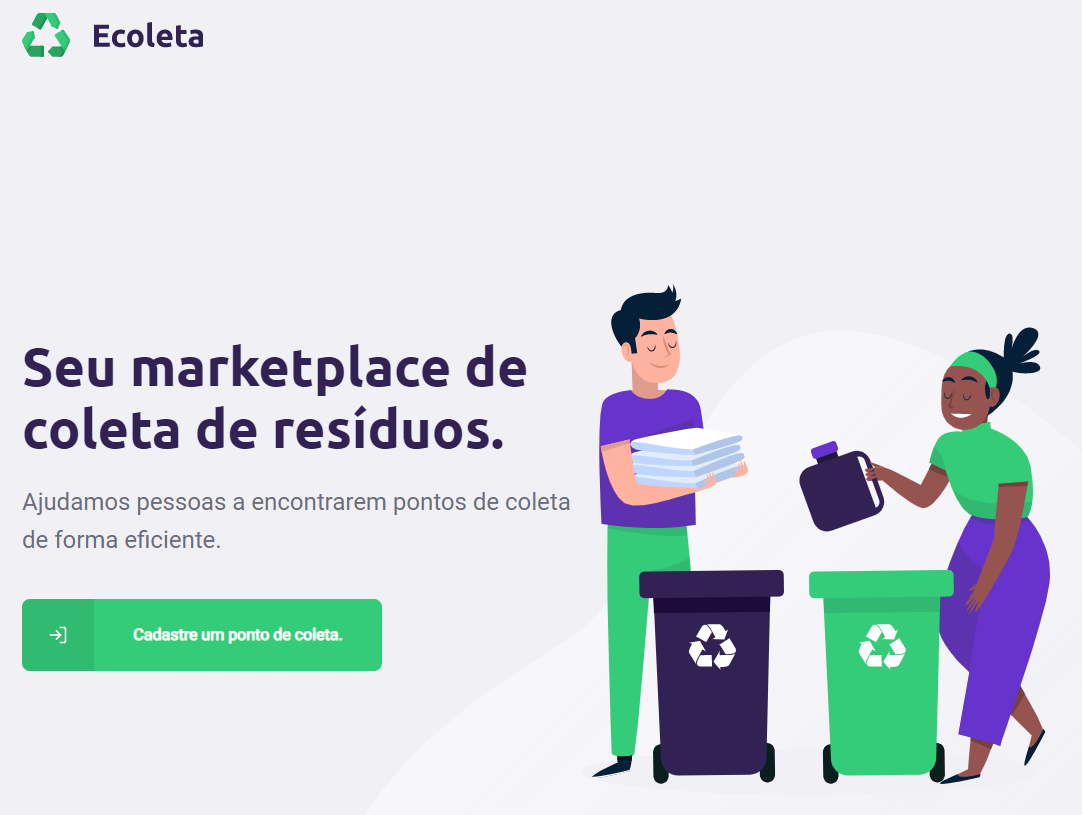 Ecoleta
Seu marketplace de
coleta de resíduos.
Ajudamos pessoas a encontrarem pontos de coleta
de forma eficiente.
Cadastre um ponto de coleta.